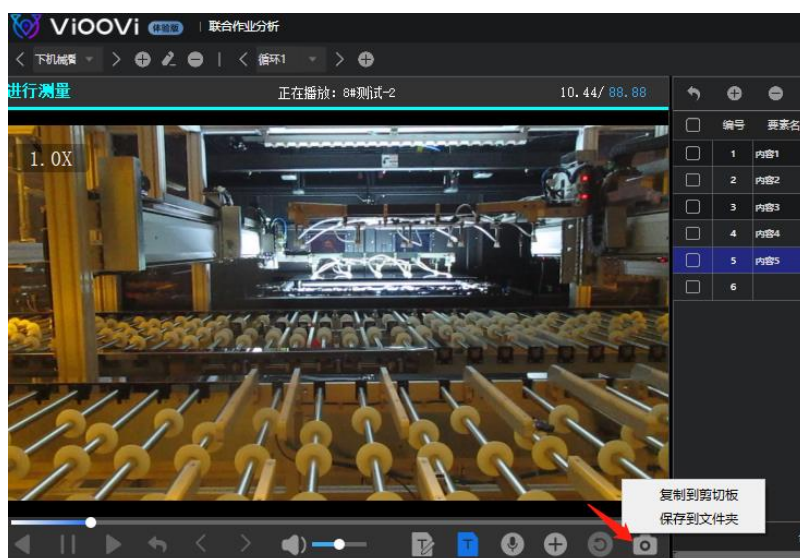 ViOOVi 体验版 | 联合作业分析
下机械臂 循环1
进行测量 正在播放：8#测试-2 10.44/88.88
编号 要素名
1.0X
1 内容1
2 内容2
3 内容3
4 内容4
5 内容5
6
复制到剪切板
保存到文件夹